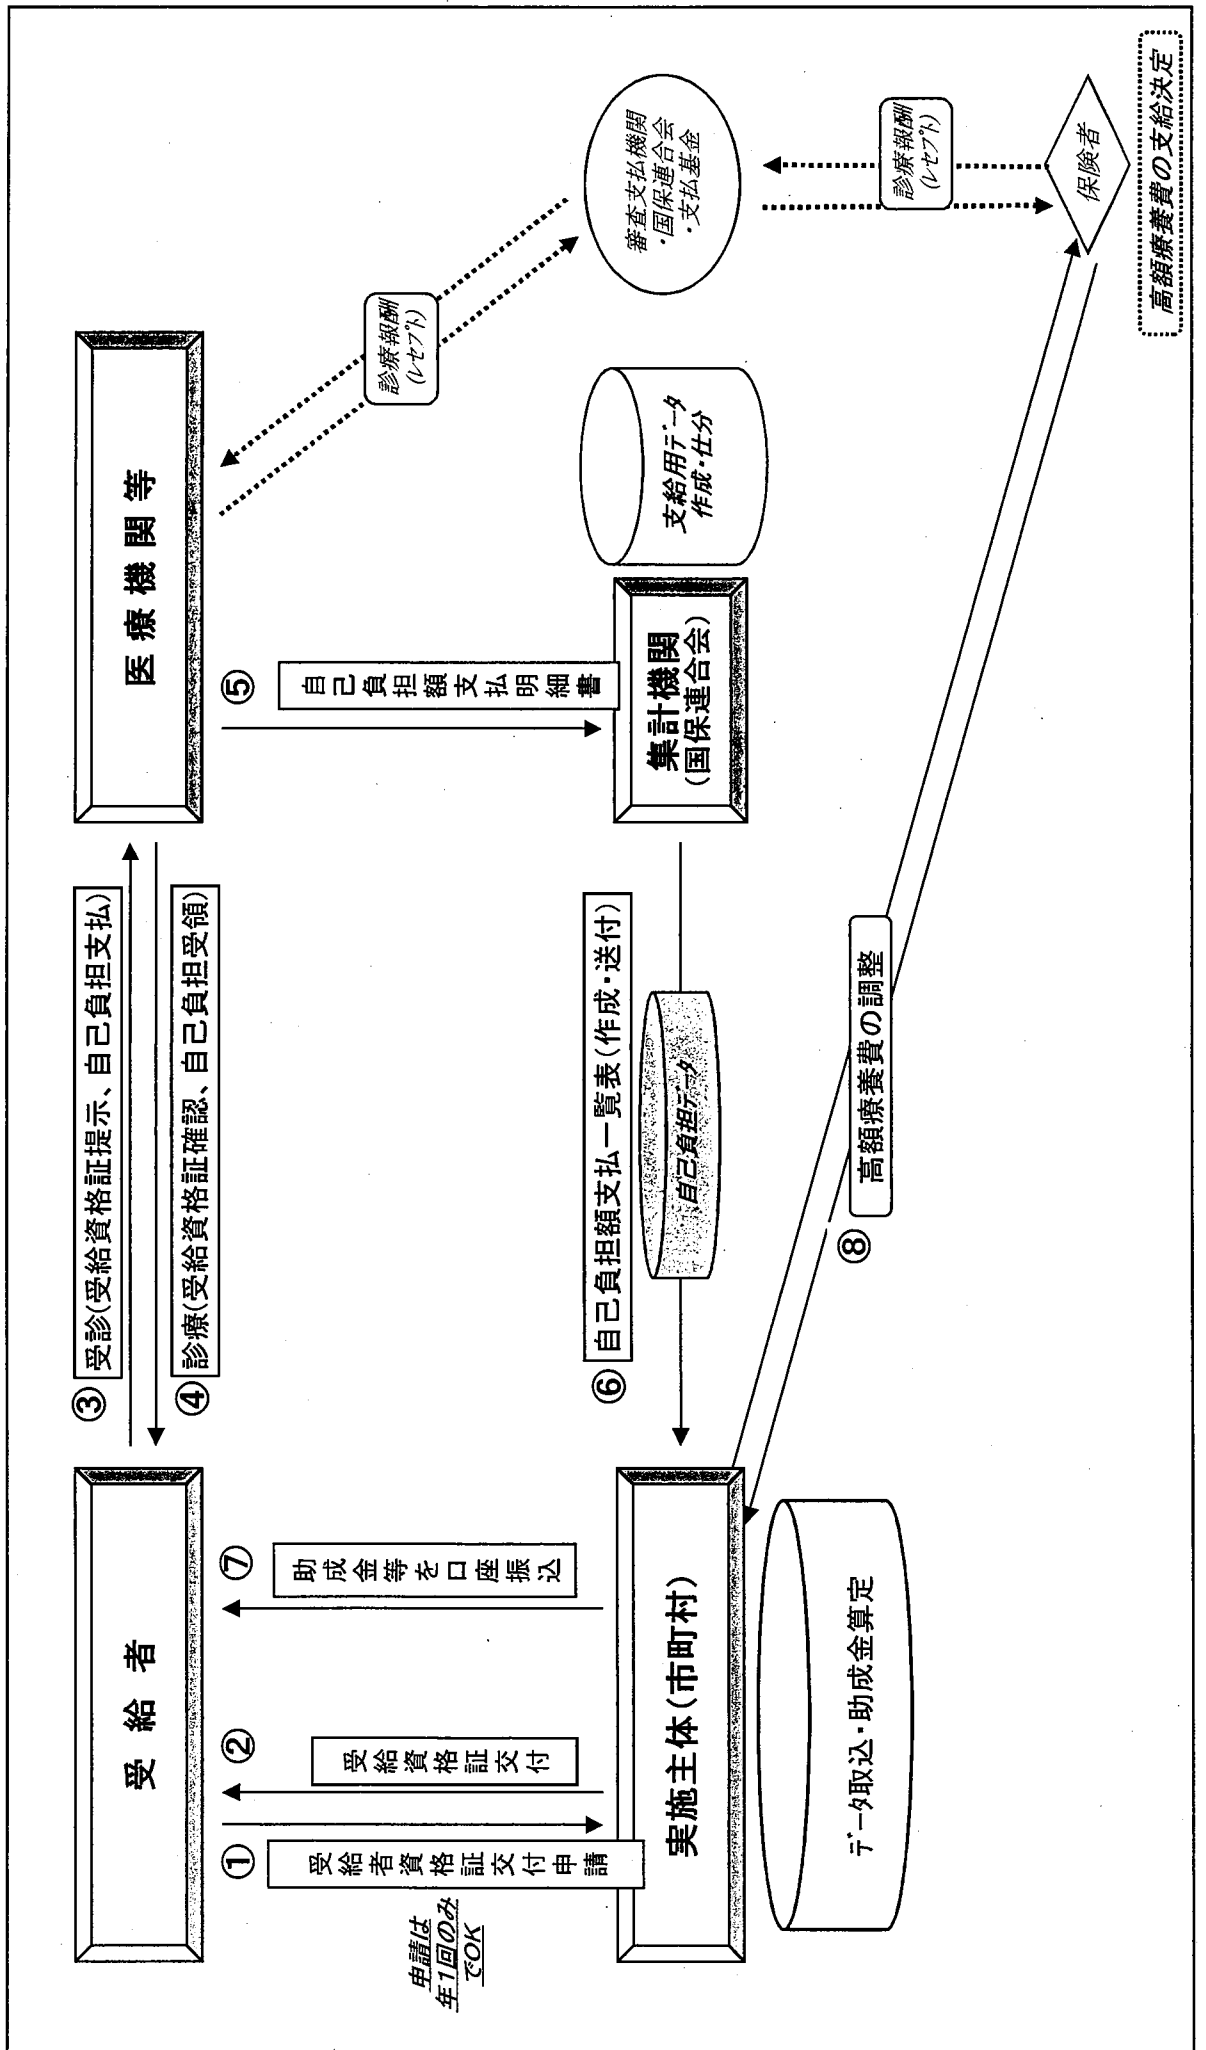 受給者
医療機関等
③
受診(受給資格証提示、自己負担支払)
④
診療(受給資格証確認、自己負担受領)
①
受給者資格証交付申請
申請は
年1回のみ
でOK
②
受給資格証交付
⑦
助成金等を口座振込
⑤
自己負担額支払明細書
診療報酬
(レセプト)
実施主体(市町村)
データ取込・助成金算定
⑥
自己負担額支払一覧表(作成・送付)
自己負担データ
集計機関
(国保連合会)
支給用データ
作成・仕分
審査支払機関
・国保連合会
・支払基金
診療報酬
(レセプト)
⑧
高額療養費の調整
保険者
高額療養費の支給決定